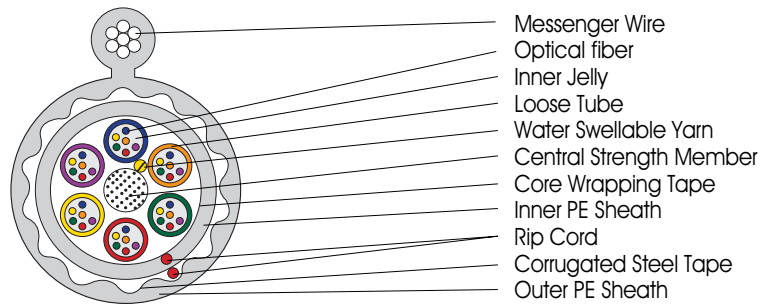 Messenger Wire
Optical fiber
Inner Jelly
Loose Tube
Water Swellable Yarn
Central Strength Member
Core Wrapping Tape
Inner PE Sheath
Rip Cord
Corrugated Steel Tape
Outer PE Sheath